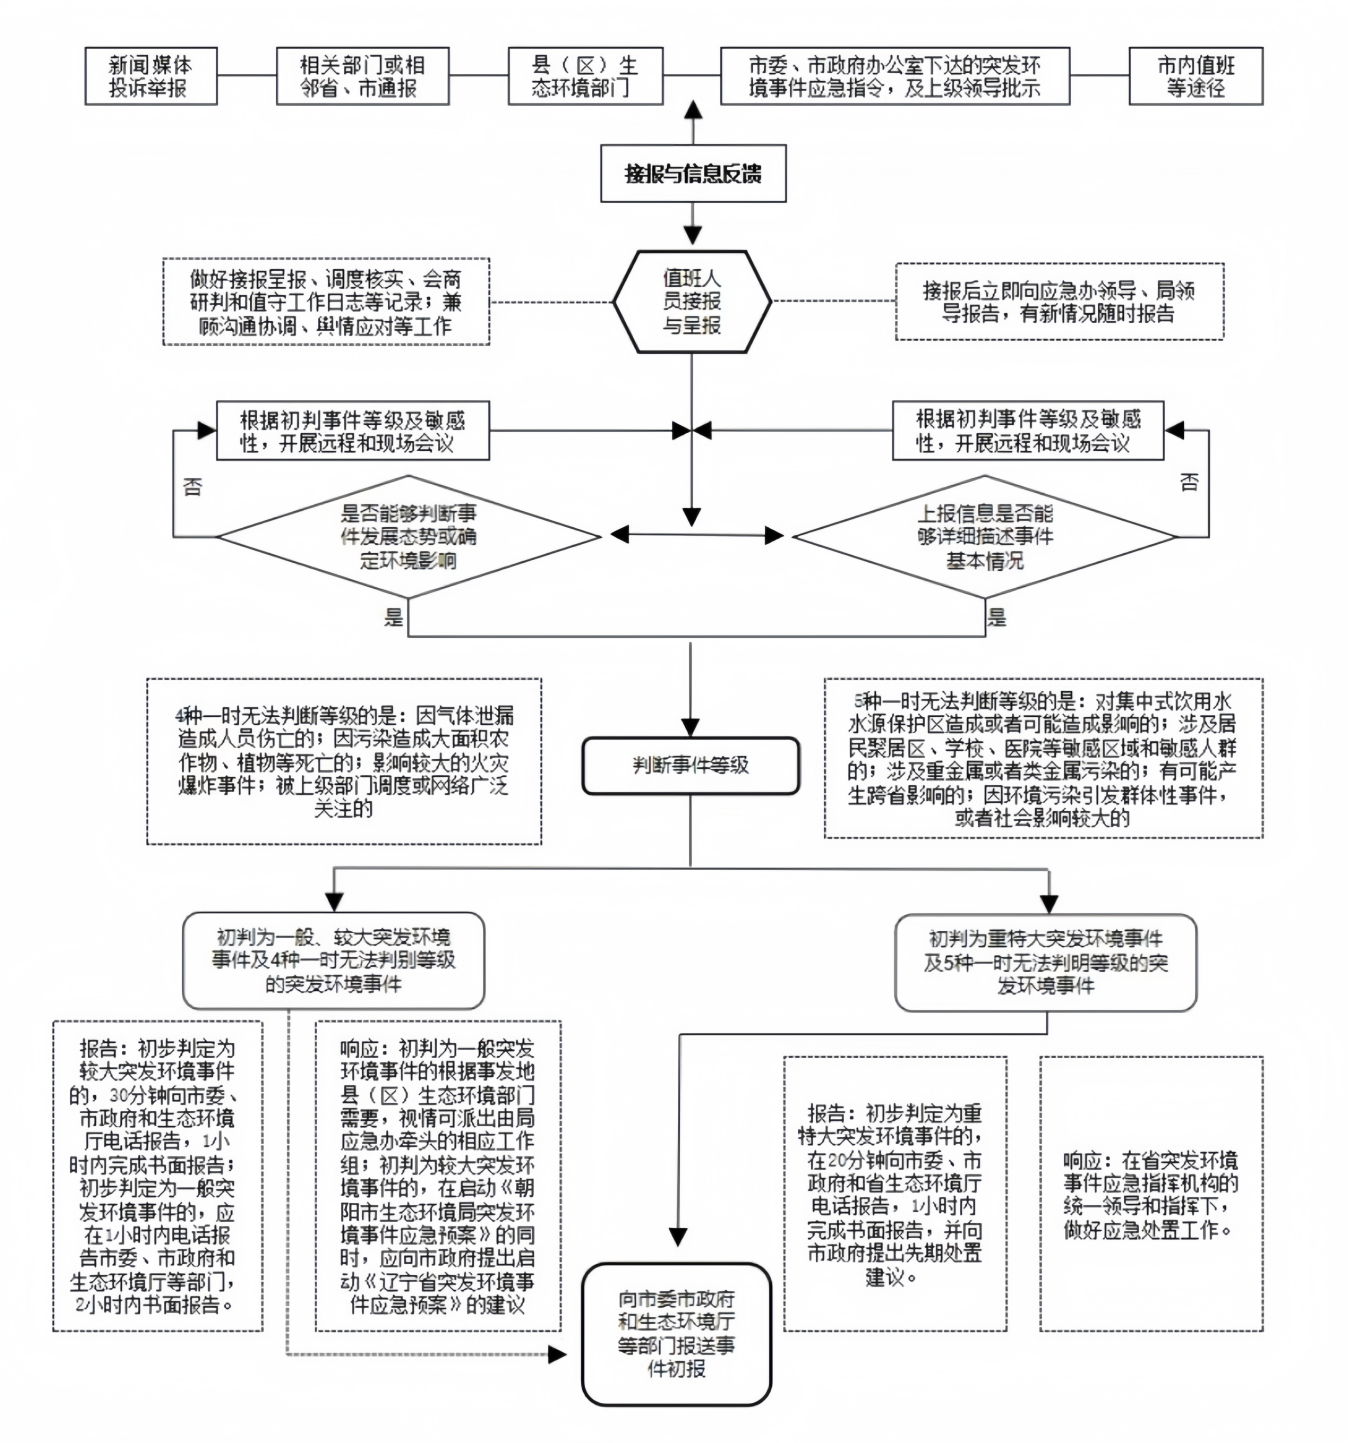 新闻媒体
投诉举报
相关部门或相
邻省、市通报
县（区）生
态环境部门
市委、市政府办公室下达的突发环
境事件应急指令，及上级领导批示
市内值班
等途径
接报与信息反馈
做好接报呈报、调度核实、会商
研判和值守工作日志等记录；兼
顾沟通协调、舆情应对等工作
值班人
员接报
与呈报
接报后立即向应急办领导、局领
导报告，有新情况随时报告
根据初判事件等级及敏感
性，开展远程和现场会议
根据初判事件等级及敏感
性，开展远程和现场会议
否
否
是否能够判断事
件发展态势或确
定环境影响
上报信息是否能
够详细描述事件
基本情况
是
是
4种一时无法判断等级的是：因气体泄漏
造成人员伤亡的；因污染造成大面积农
作物、植物等死亡的；影响较大的火灾
爆炸事件；被上级部门调度或网络广泛
关注的
判断事件等级
5种一时无法判断等级的是：对集中式饮用水
水源保护区造成或者可能造成影响的；涉及居
民聚居区、学校、医院等敏感区域和敏感人群
的；涉及重金属或者类金属污染的；有可能产
生跨省影响的；因环境污染引发群体性事件，
或者社会影响较大的
初判为一般、较大突发环境
事件及4种一时无法判别等级
的突发环境事件
初判为重特大突发环境事件
及5种一时无法判明等级的突
发环境事件
报告：初步判定为
较大突发环境事件
的，30分钟向市委、
市政府和生态环境
厅电话报告，1小
时内完成书面报告；
初步判定为一般突
发环境事件的，应
在1小时内电话报
告市委、市政府和
生态环境厅等部门，
2小时内书面报告。
响应：初判为一般突发
环境事件的根据事发地
县（区）生态环境部门
需要，视情可派出由局
应急办牵头的相应工作
组；初判为较大突发环
境事件的，在启动《朝
阳市生态环境局突发环
境事件应急预案》的同
时，应向市政府提出启
动《辽宁省突发环境事
件应急预案》的建议
报告：初步判定为重
特大突发环境事件的，
在20分钟向市委、市
政府和省生态环境厅
电话报告，1小时内
完成书面报告，并向
市政府提出先期处置
建议。
响应：在省突发环境
事件应急指挥机构的
统一领导和指挥下，
做好应急处置工作。
向市委市政府
和生态环境厅
等部门报送事
件初报